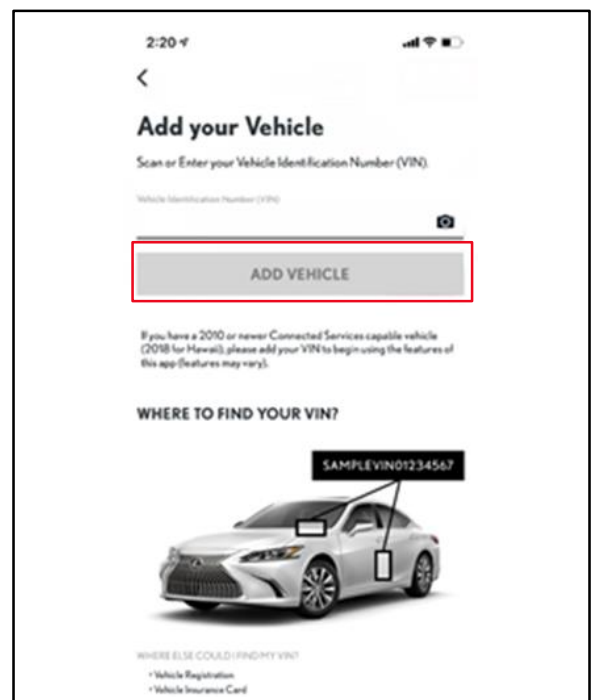 2:20
Add your Vehicle
Scan or Enter your Vehicle Identification Number (VIN).
Vehicle Identification Number (VIN)
ADD VEHICLE
If you have a 2010 or newer Connected Services capable vehicle
(2018 for Hawaii), please add your VIN to begin using the features of
this app (features may vary).
WHERE TO FIND YOUR VIN?
SAMPLEVIN01234567
WHERE ELSE COULD I FIND MY VIN?
• Vehicle Registration
• Vehicle Insurance Card